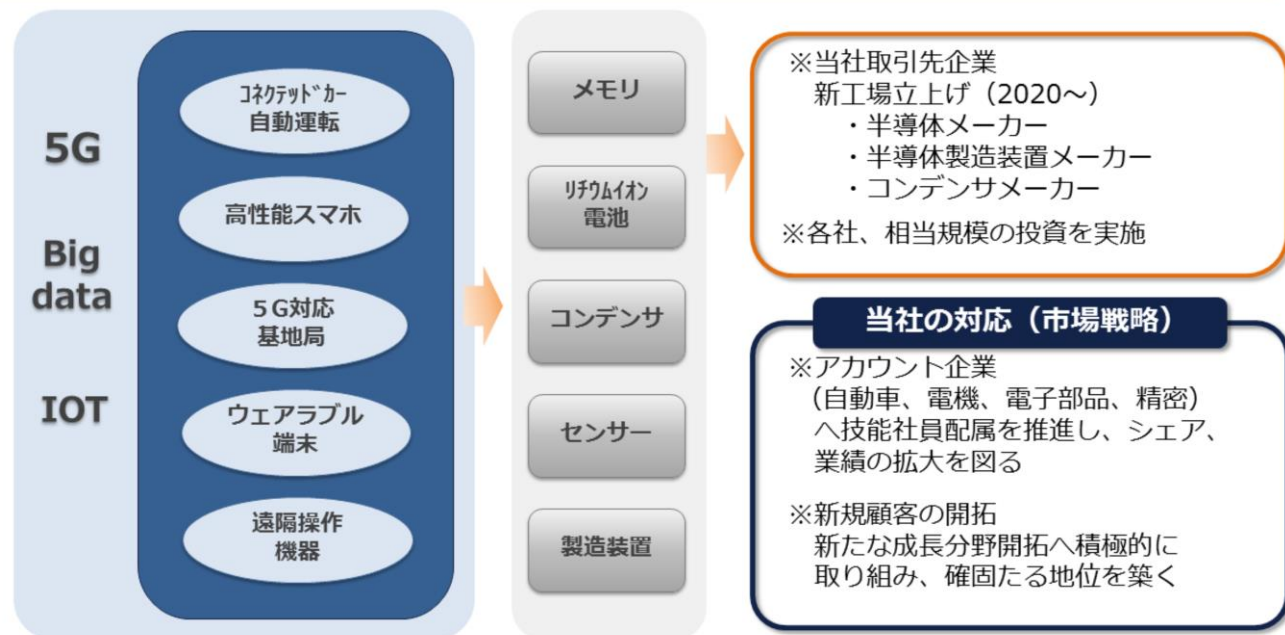 5G
Big
data
IOT
ｺﾈｸﾃｯﾄﾞｶｰ
自動運転
高性能スマホ
５G対応
基地局
ウェアラブル
端末
遠隔操作
機器
メモリ
ﾘﾁｳﾑｲｵﾝ
電池
コンデンサ
センサー
製造装置
※当社取引先企業
新工場立上げ（2020～）
・半導体メーカー
・半導体製造装置メーカー
・コンデンサメーカー
※各社、相当規模の投資を実施
当社の対応（市場戦略）
※アカウント企業
（自動車、電機、電子部品、精密）
へ技能社員配属を推進し、シェア、
業績の拡大を図る
※新規顧客の開拓
新たな成長分野開拓へ積極的に
取り組み、確固たる地位を築く